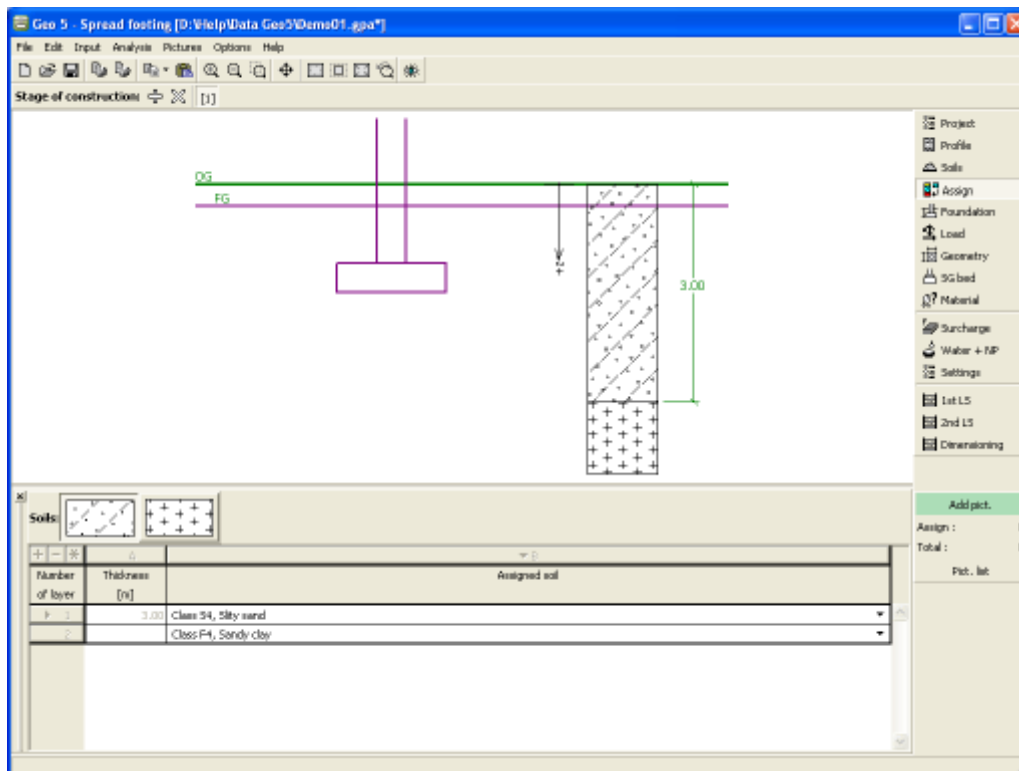 Geo 5 - Spread footing [D:\Help\Data Geo5\Demo01.gpa*]
File Edit Input Analysis Pictures Options Help
Stage of construction: [1]
OG
FG
+z
3.00
Project
Profile
Soils
Assign
Foundation
Load
Geometry
SG bed
Material
Surcharge
Water + NP
Settings
1st LS
2nd LS
Dimensioning
Add pict.
Assign :
Total :
Pict. list
Soils:
+ - * A B
Number of layer
Thickness [m]
Assigned soil
1 3.00 Class S4, Silty sand
2 Class F4, Sandy clay